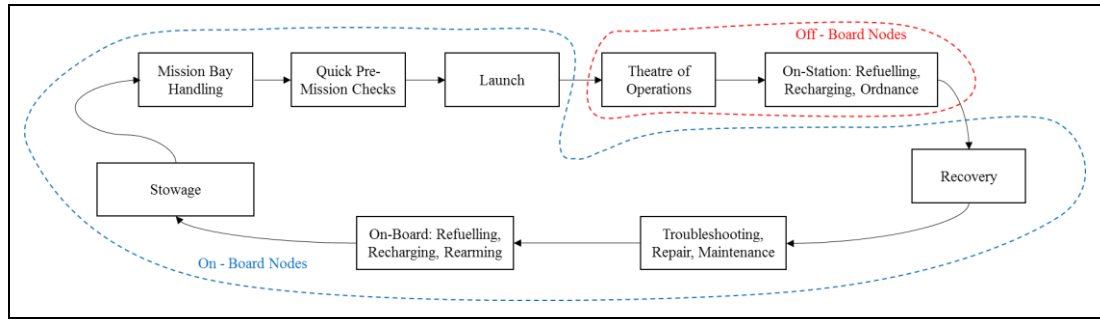 Off - Board Nodes
Mission Bay
Handling
Quick Pre-
Mission Checks
Launch
Theatre of
Operations
On-Station: Refuelling,
Recharging, Ordnance
Recovery
Stowage
On-Board: Refuelling,
Recharging, Rearming
Troubleshooting,
Repair, Maintenance
On - Board Nodes